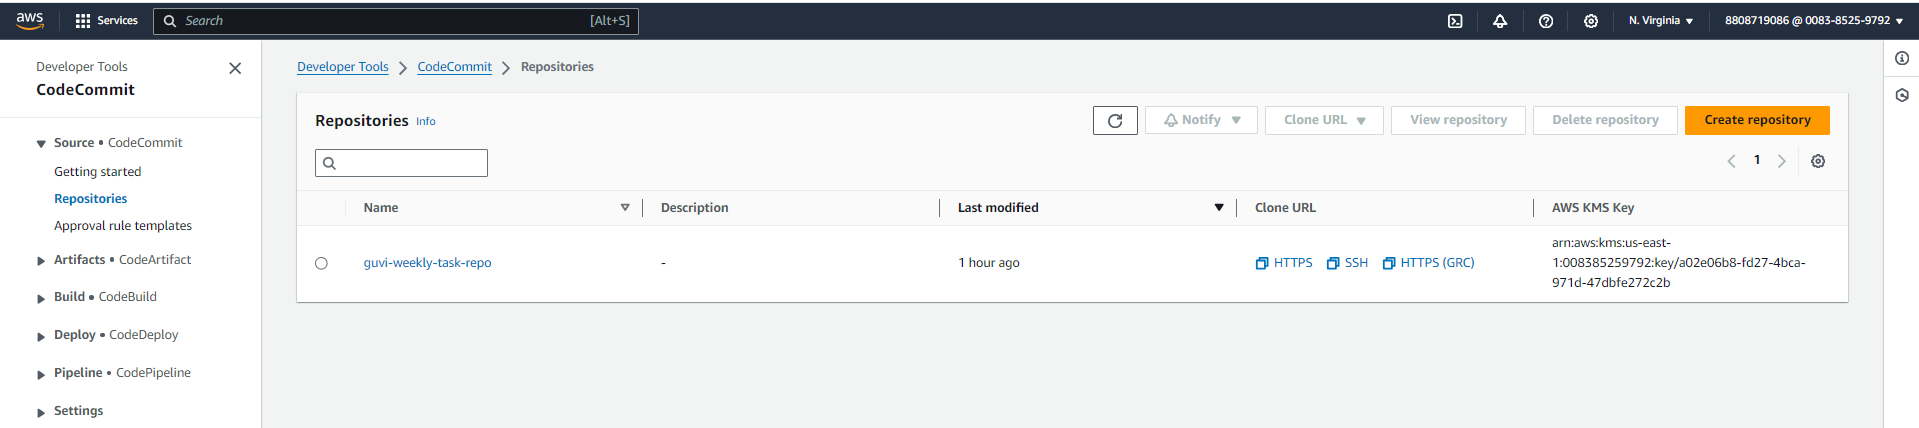 aws
Services
Search [Alt+S]
N. Virginia
8808719086 @ 0083-8525-9792
Developer Tools
CodeCommit
Source • CodeCommit
Getting started
Repositories
Approval rule templates
Artifacts • CodeArtifact
Build • CodeBuild
Deploy • CodeDeploy
Pipeline • CodePipeline
Settings
Developer Tools > CodeCommit > Repositories
Repositories Info
Notify
Clone URL
View repository
Delete repository
Create repository
1
Name Description Last modified Clone URL AWS KMS Key
guvi-weekly-task-repo - 1 hour ago HTTPS SSH HTTPS (GRC)
arn:aws:kms:us-east-
1:008385259792:key/a02e06b8-fd27-4bca-
971d-47dbfe272c2b